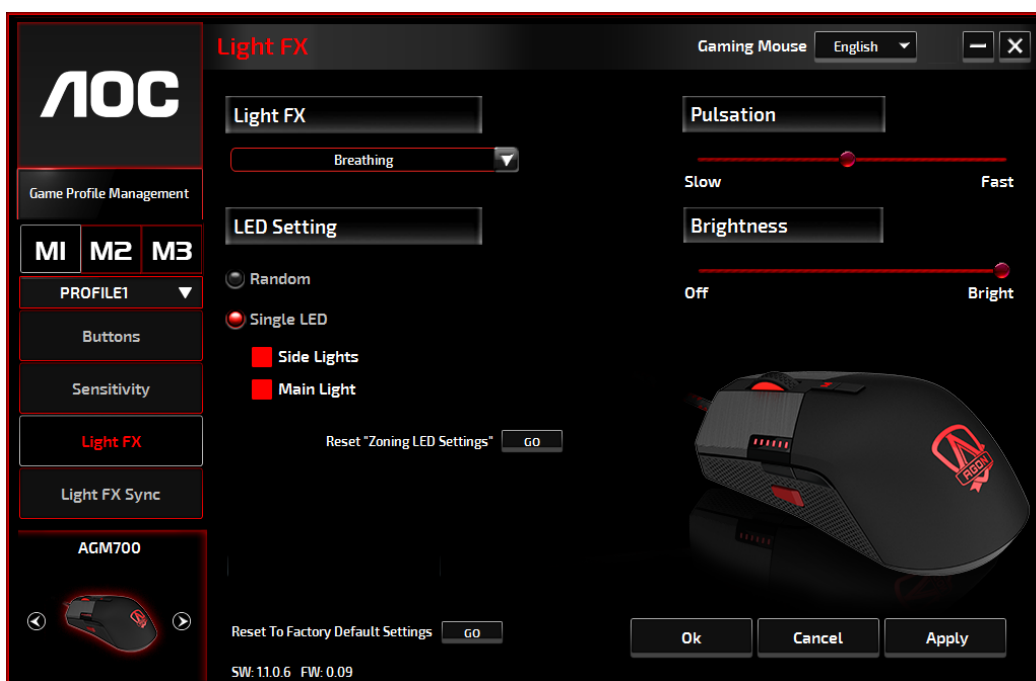 AOC
Game Profile Management
M1 M2 M3
PROFILE1
Buttons
Sensitivity
Light FX
Light FX Sync
AGM700
Light FX
Gaming Mouse
English
Light FX
Breathing
LED Setting
Random
Single LED
Side Lights
Main Light
Reset "Zoning LED Settings" GO
Pulsation
Slow Fast
Brightness
Off Bright
AGON
Reset To Factory Default Settings GO
SW: 1.1.0.6 FW: 0.09
Ok Cancel Apply